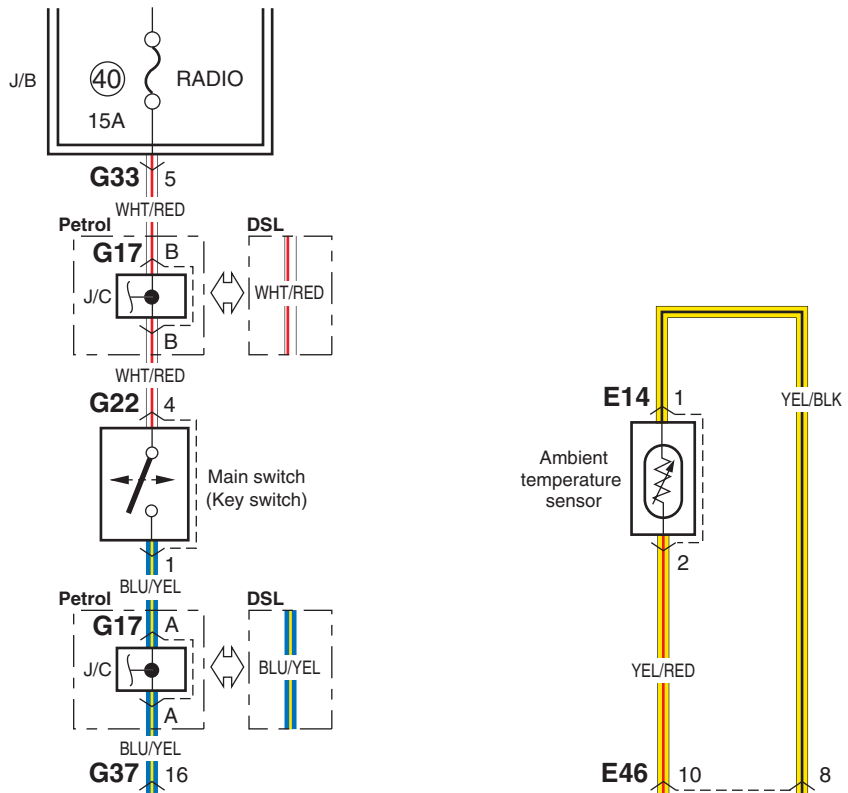 J/B
40
RADIO
15A
G33 5
WHT/RED
Petrol
DSL
G17 B
J/C
WHT/RED
B
WHT/RED
G22 4
Main switch
(Key switch)
1
BLU/YEL
Petrol
DSL
G17 A
J/C
BLU/YEL
A
BLU/YEL
G37 16
E14 1
YEL/BLK
Ambient
temperature
sensor
2
YEL/RED
E46 10
8